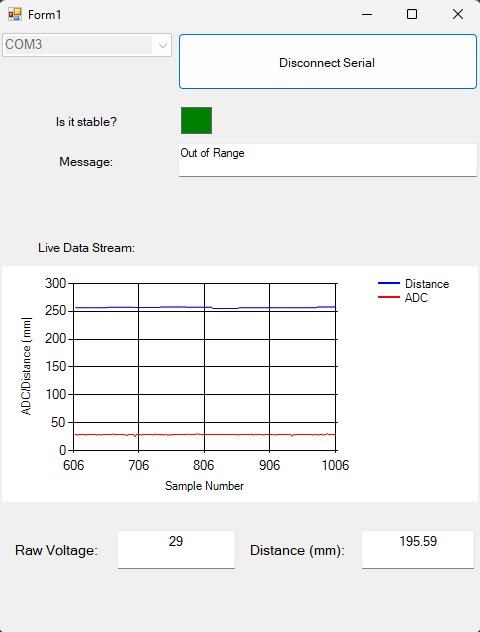 Form1
COM3
Disconnect Serial
Is it stable?
Message:
Out of Range
Live Data Stream:
300
250
200
150
100
50
0
ADC/Distance (mm)
606 706 806 906 1006
Sample Number
Distance
ADC
Raw Voltage:
29
Distance (mm):
195.59